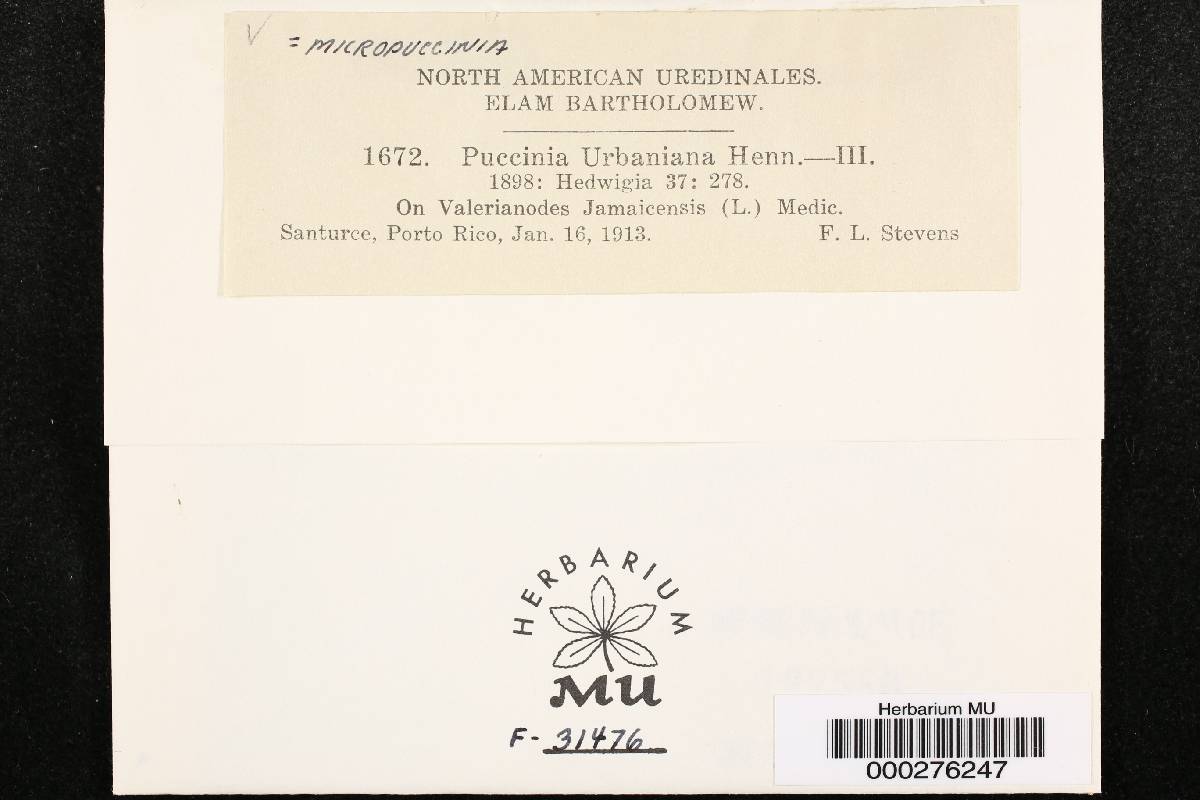 = MICROPUCCINIA
NORTH AMERICAN UREDINALES.
ELAM BARTHOLOMEW.
1672. Puccinia Urbaniana Henn.—III.
1898: Hedwigia 37: 278.
On Valerianodes Jamaicensis (L.) Medic.
Santurce, Porto Rico, Jan. 16, 1913. F. L. Stevens
HERBARIUM
MU
F- 31476
Herbarium MU
000276247